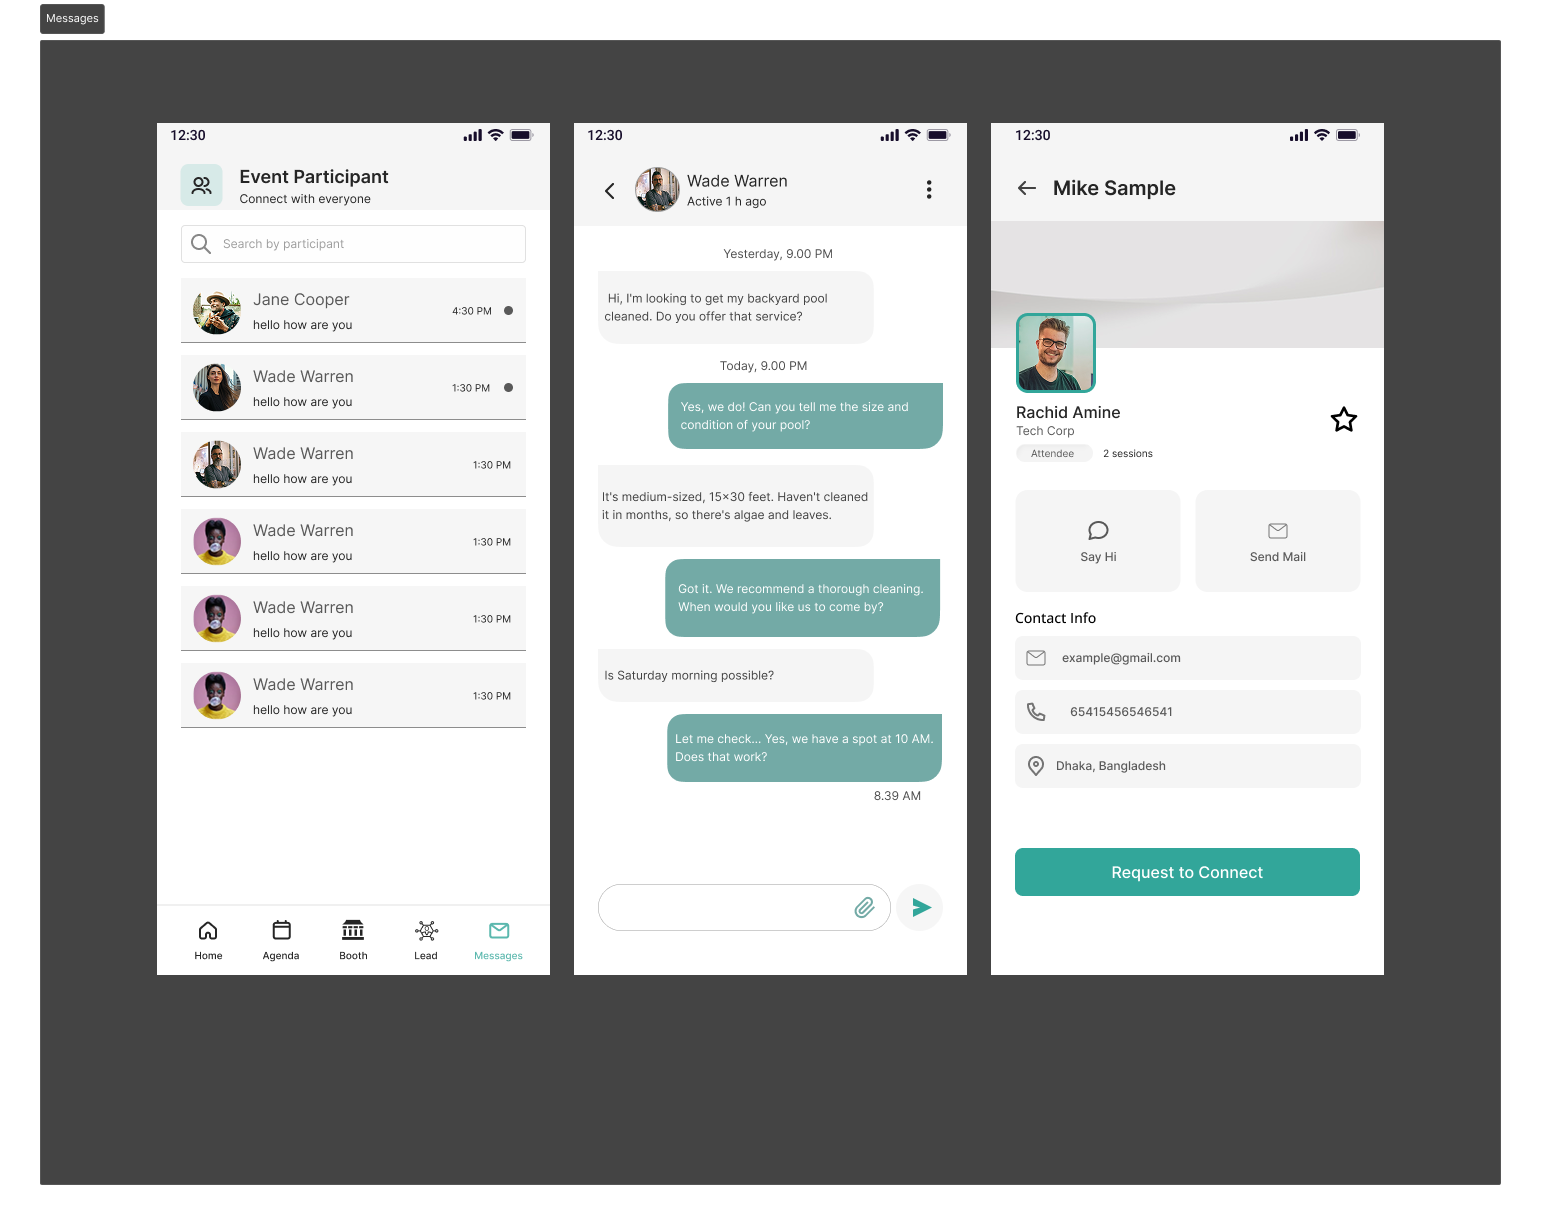 Messages
12:30
Event Participant
Connect with everyone
Search by participant
Jane Cooper
hello how are you
4:30 PM
Wade Warren
hello how are you
1:30 PM
Wade Warren
hello how are you
1:30 PM
Wade Warren
hello how are you
1:30 PM
Wade Warren
hello how are you
1:30 PM
Wade Warren
hello how are you
1:30 PM
Home
Agenda
Booth
Lead
Messages
12:30
Wade Warren
Active 1 h ago
Yesterday, 9.00 PM
Hi, I'm looking to get my backyard pool
cleaned. Do you offer that service?
Today, 9.00 PM
Yes, we do! Can you tell me the size and
condition of your pool?
It's medium-sized, 15×30 feet. Haven't cleaned
it in months, so there's algae and leaves.
Got it. We recommend a thorough cleaning.
When would you like us to come by?
Is Saturday morning possible?
Let me check... Yes, we have a spot at 10 AM.
Does that work?
8.39 AM
12:30
Mike Sample
Rachid Amine
Tech Corp
Attendee
2 sessions
Say Hi
Send Mail
Contact Info
example@gmail.com
65415456546541
Dhaka, Bangladesh
Request to Connect